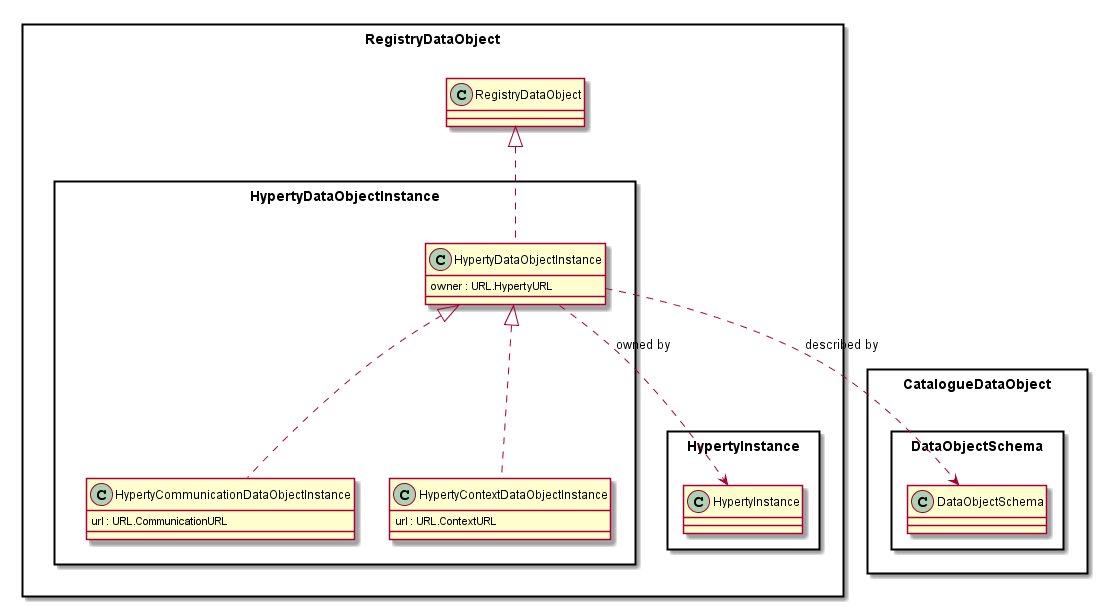 RegistryDataObject
C RegistryDataObject
HypertyDataObjectInstance
C HypertyDataObjectInstance
owner : URL.HypertyURL
owned by
described by
CatalogueDataObject
HypertyInstance
DataObjectSchema
C HypertyCommunicationDataObjectInstance
url : URL.CommunicationURL
C HypertyContextDataObjectInstance
url : URL.ContextURL
C HypertyInstance
C DataObjectSchema